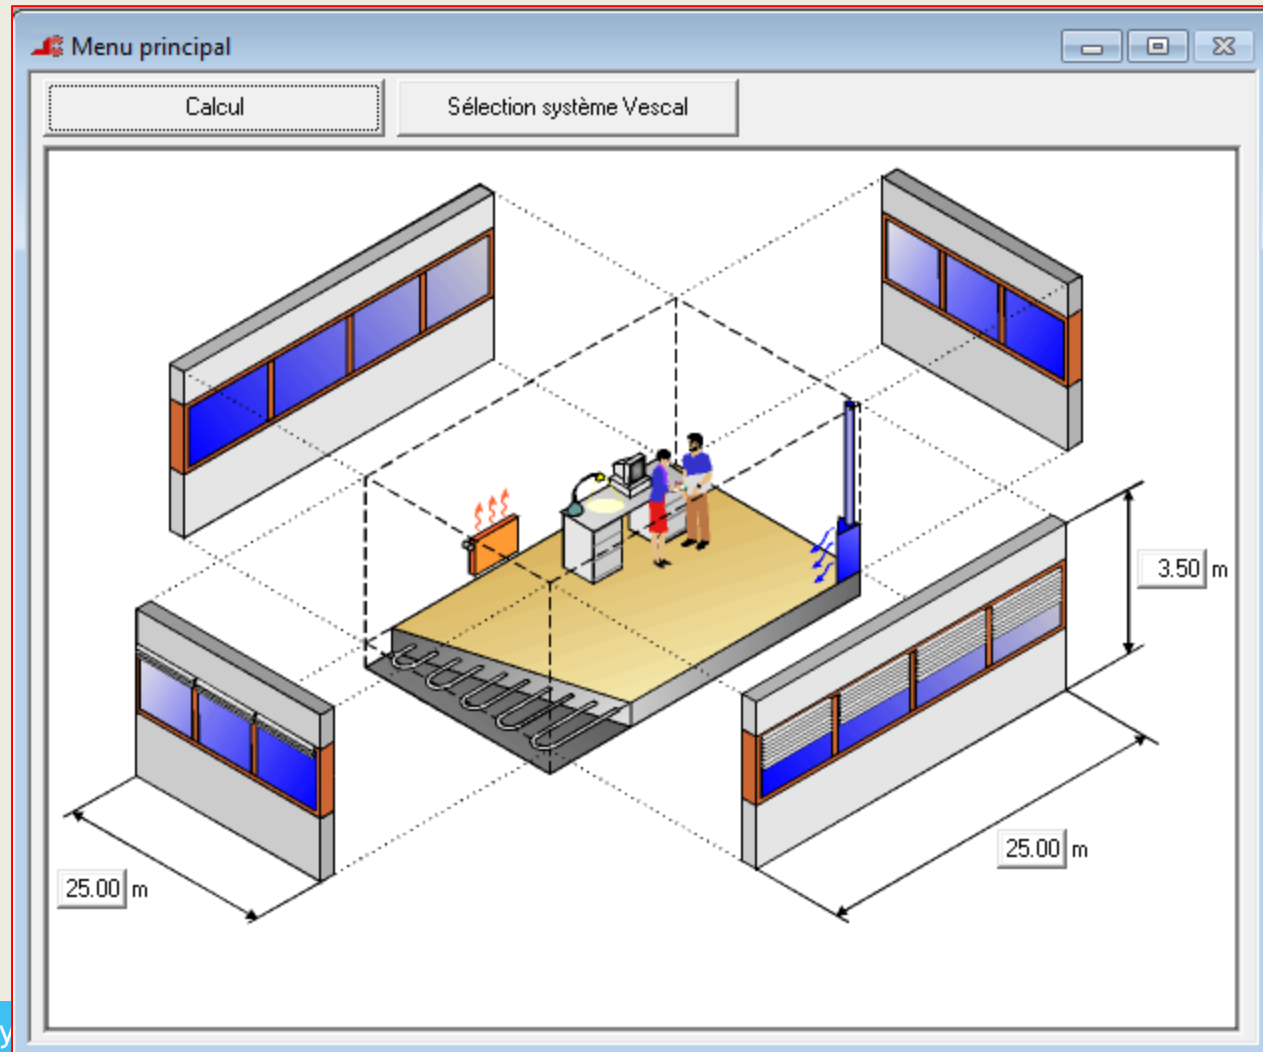 Menu principal
Calcul
Sélection système Vescal
3.50 m
25.00 m
25.00 m
y